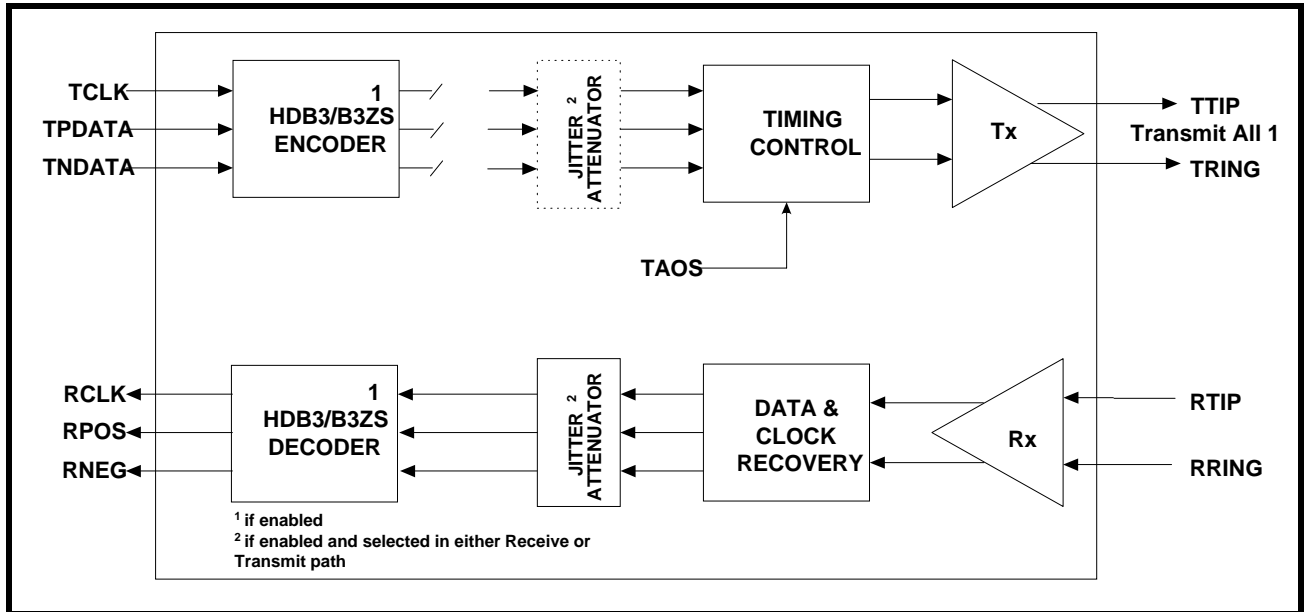 TCLK
TPDATA
TNDATA
1
HDB3/B3ZS
ENCODER
JITTER 2
ATTENUATOR
TIMING
CONTROL
Tx
TTIP
Transmit All 1
TRING
TAOS
RCLK
RPOS
RNEG
1
HDB3/B3ZS
DECODER
JITTER 2
ATTENUATOR
DATA &
CLOCK
RECOVERY
Rx
RTIP
RRING
1 if enabled
2 if enabled and selected in either Receive or
Transmit path